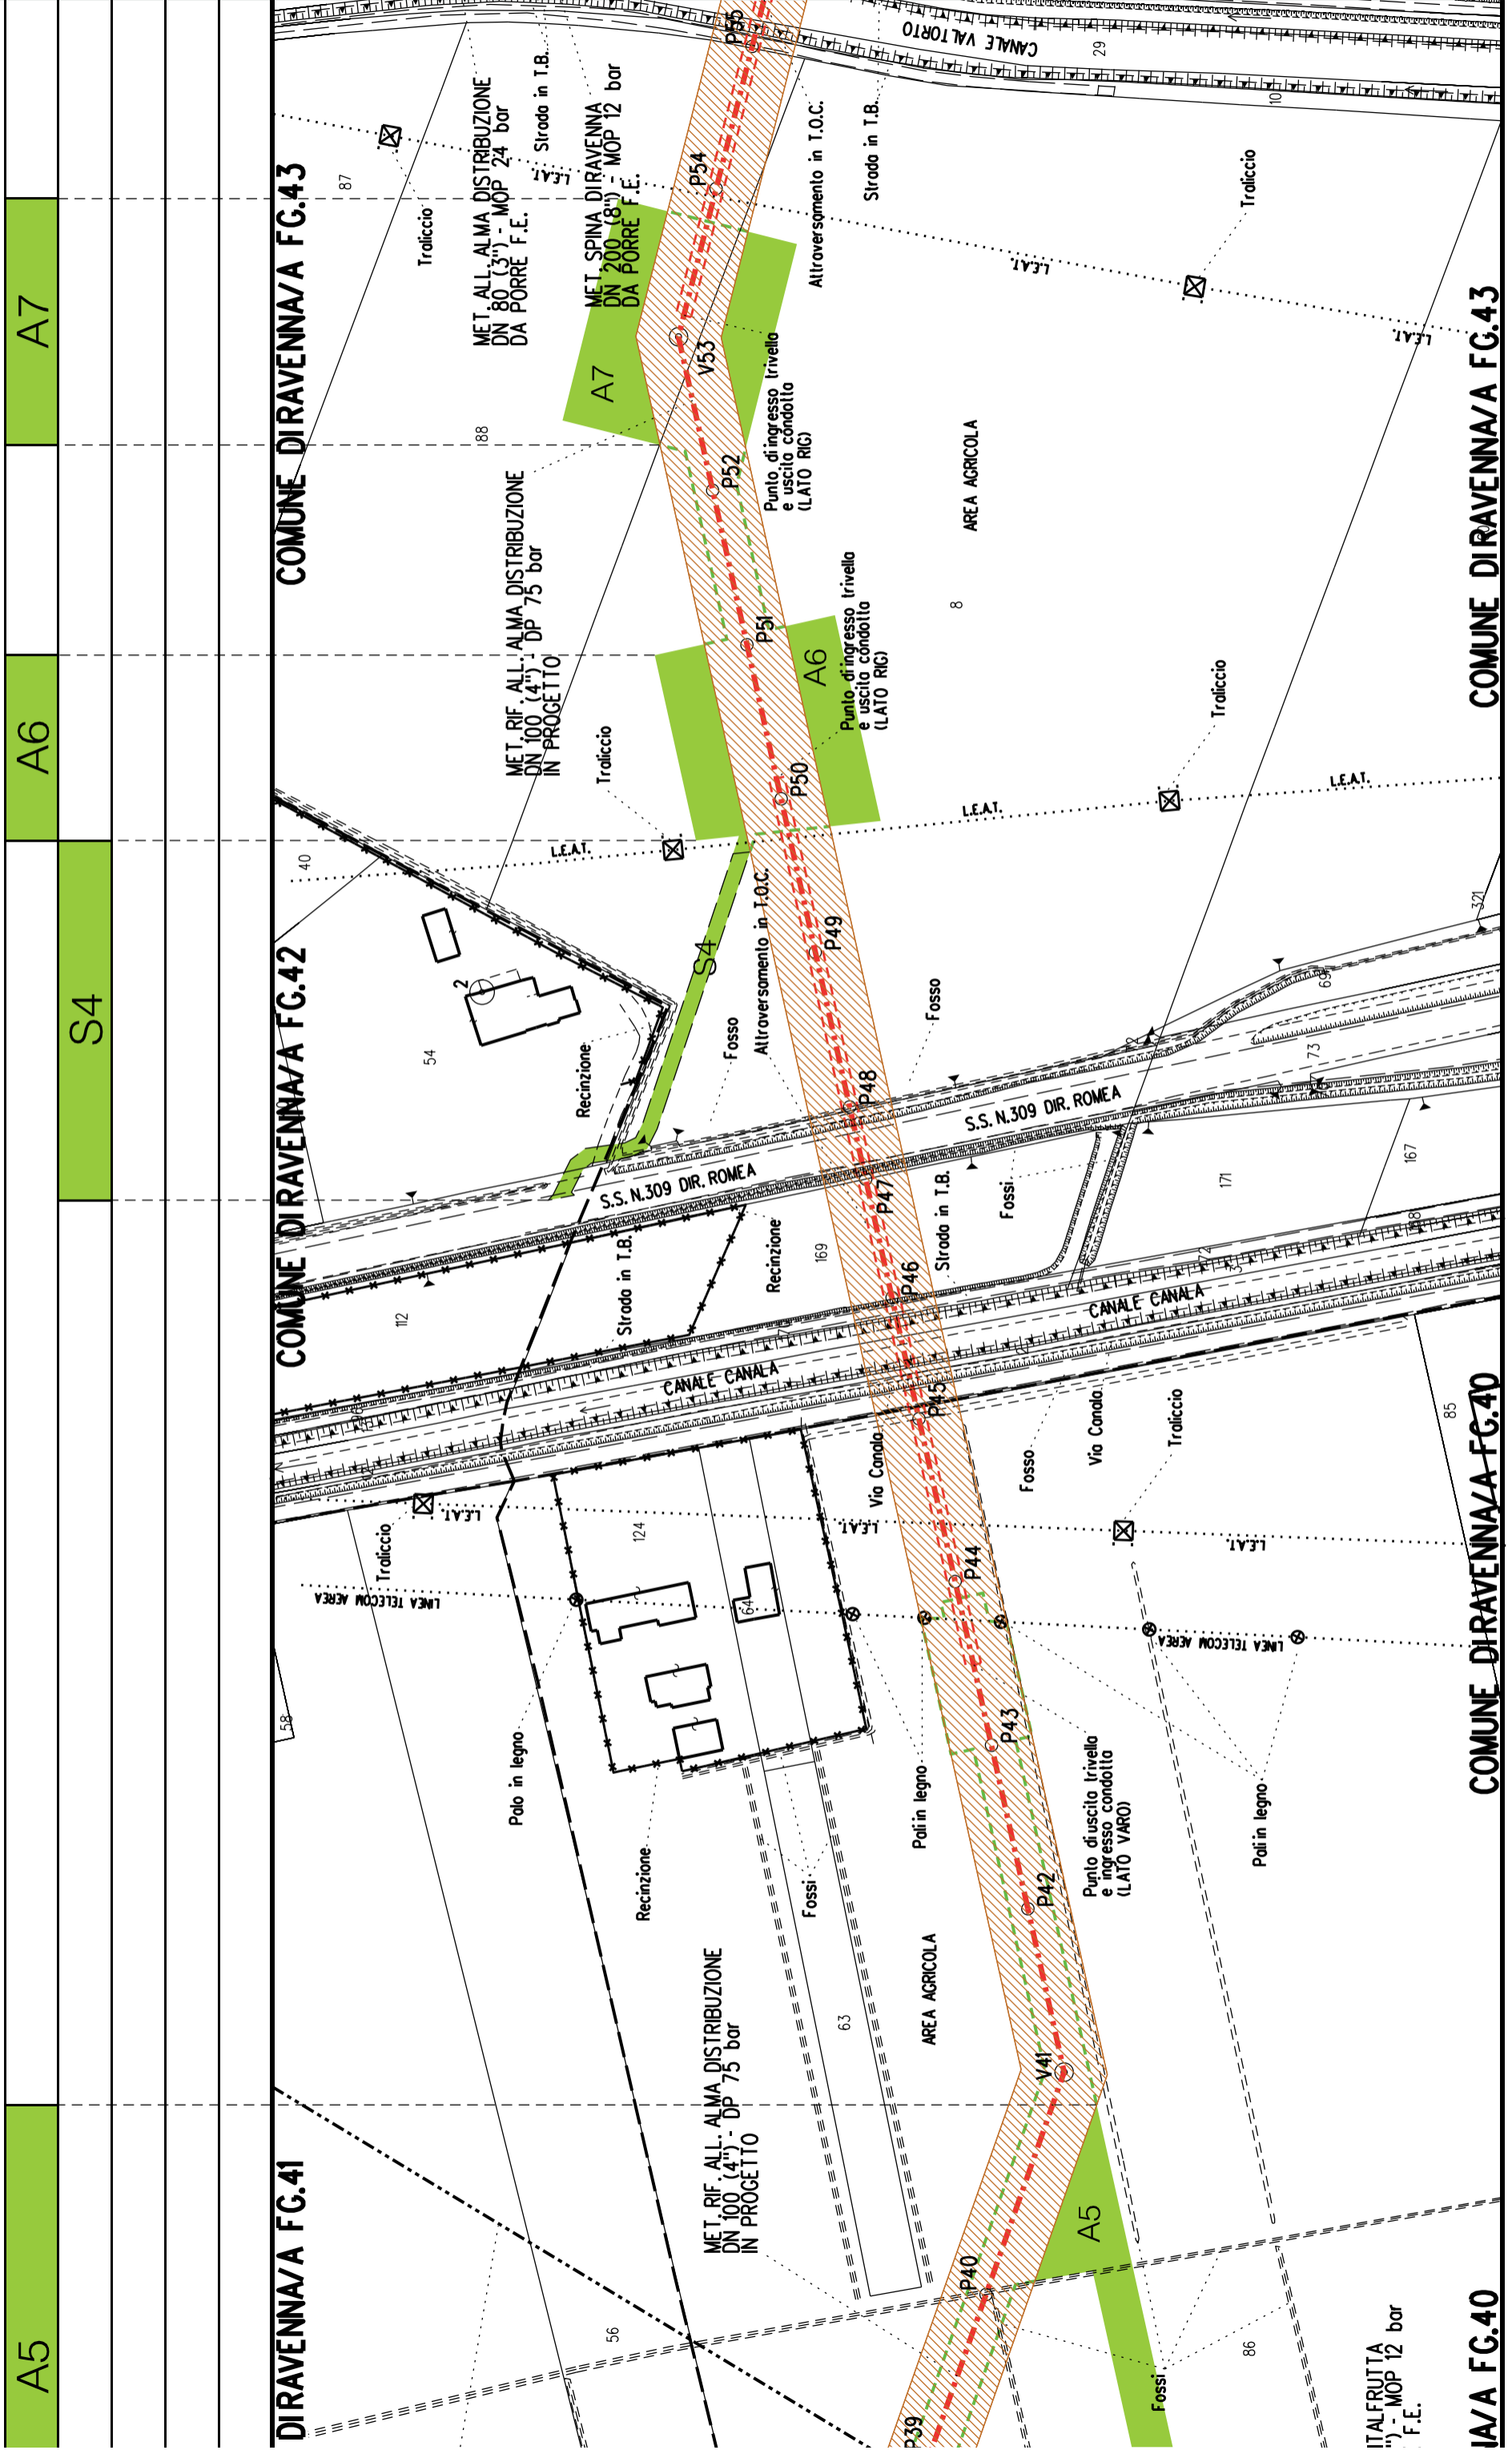 A7
A6
S4
A5
COMUNE DI RAVENNA/A FG.43
COMUNE DI RAVENNA/A FG.42
DI RAVENNA/A FG.41
87
Traliccio
88
MET. ALL. ALMA DISTRIBUZIONE
DN 80 (3") - MOP 24 bar
DA PORRE F.E.
Strada in T.B.
L.E.A.T.
MET. SPINA DI RAVENNA
DN 200 (8") - MOP 12 bar
DA PORRE F.E.
A7
P55
P54
V53
P52
P51
P50
P49
P48
P47
P46
P45
P44
P43
P42
V41
P40
P39
CANALE VALTORTO
29
10
Attraversamento in T.O.C.
Strada in T.B.
L.E.A.T.
Traliccio
L.E.A.T.
Punto di ingresso trivella
e uscita condotta
(LATO RIG)
AREA AGRICOLA
8
MET. RIF. ALL. ALMA DISTRIBUZIONE
DN 100 (4") - DP 75 bar
IN PROGETTO
A6
Punto di ingresso trivella
e uscita condotta
(LATO RIG)
Traliccio
Traliccio
L.E.A.T.
L.E.A.T.
L.E.A.T.
40
2
54
Recinzione
S4
Fosso
Attraversamento in T.O.C.
Fosso
321
69
73
S.S. N.309 DIR. ROMEA
S.S. N.309 DIR. ROMEA
112
Strada in T.B.
Recinzione
169
Strada in T.B.
Fossi
171
167
CANALE CANALA
CANALE CANALA
Traliccio
L.E.A.T.
124
64
Via Canala
L.E.A.T.
Fosso
Via Canala
Traliccio
L.E.A.T.
85
LINEA TELECOM AEREA
LINEA TELECOM AEREA
58
Palo in legno
Recinzione
Fossi
Pali in legno
Punto di uscita trivella
e ingresso condotta
(LATO VARO)
Pali in legno
63
AREA AGRICOLA
MET. RIF. ALL. ALMA DISTRIBUZIONE
DN 100 (4") - DP 75 bar
IN PROGETTO
A5
56
Fossi
86
ITALFRUTTA
") - MOP 12 bar
F.E.
COMUNE DI RAVENNA/A FG.43
COMUNE DI RAVENNA/A FG.40
NA/A FG.40